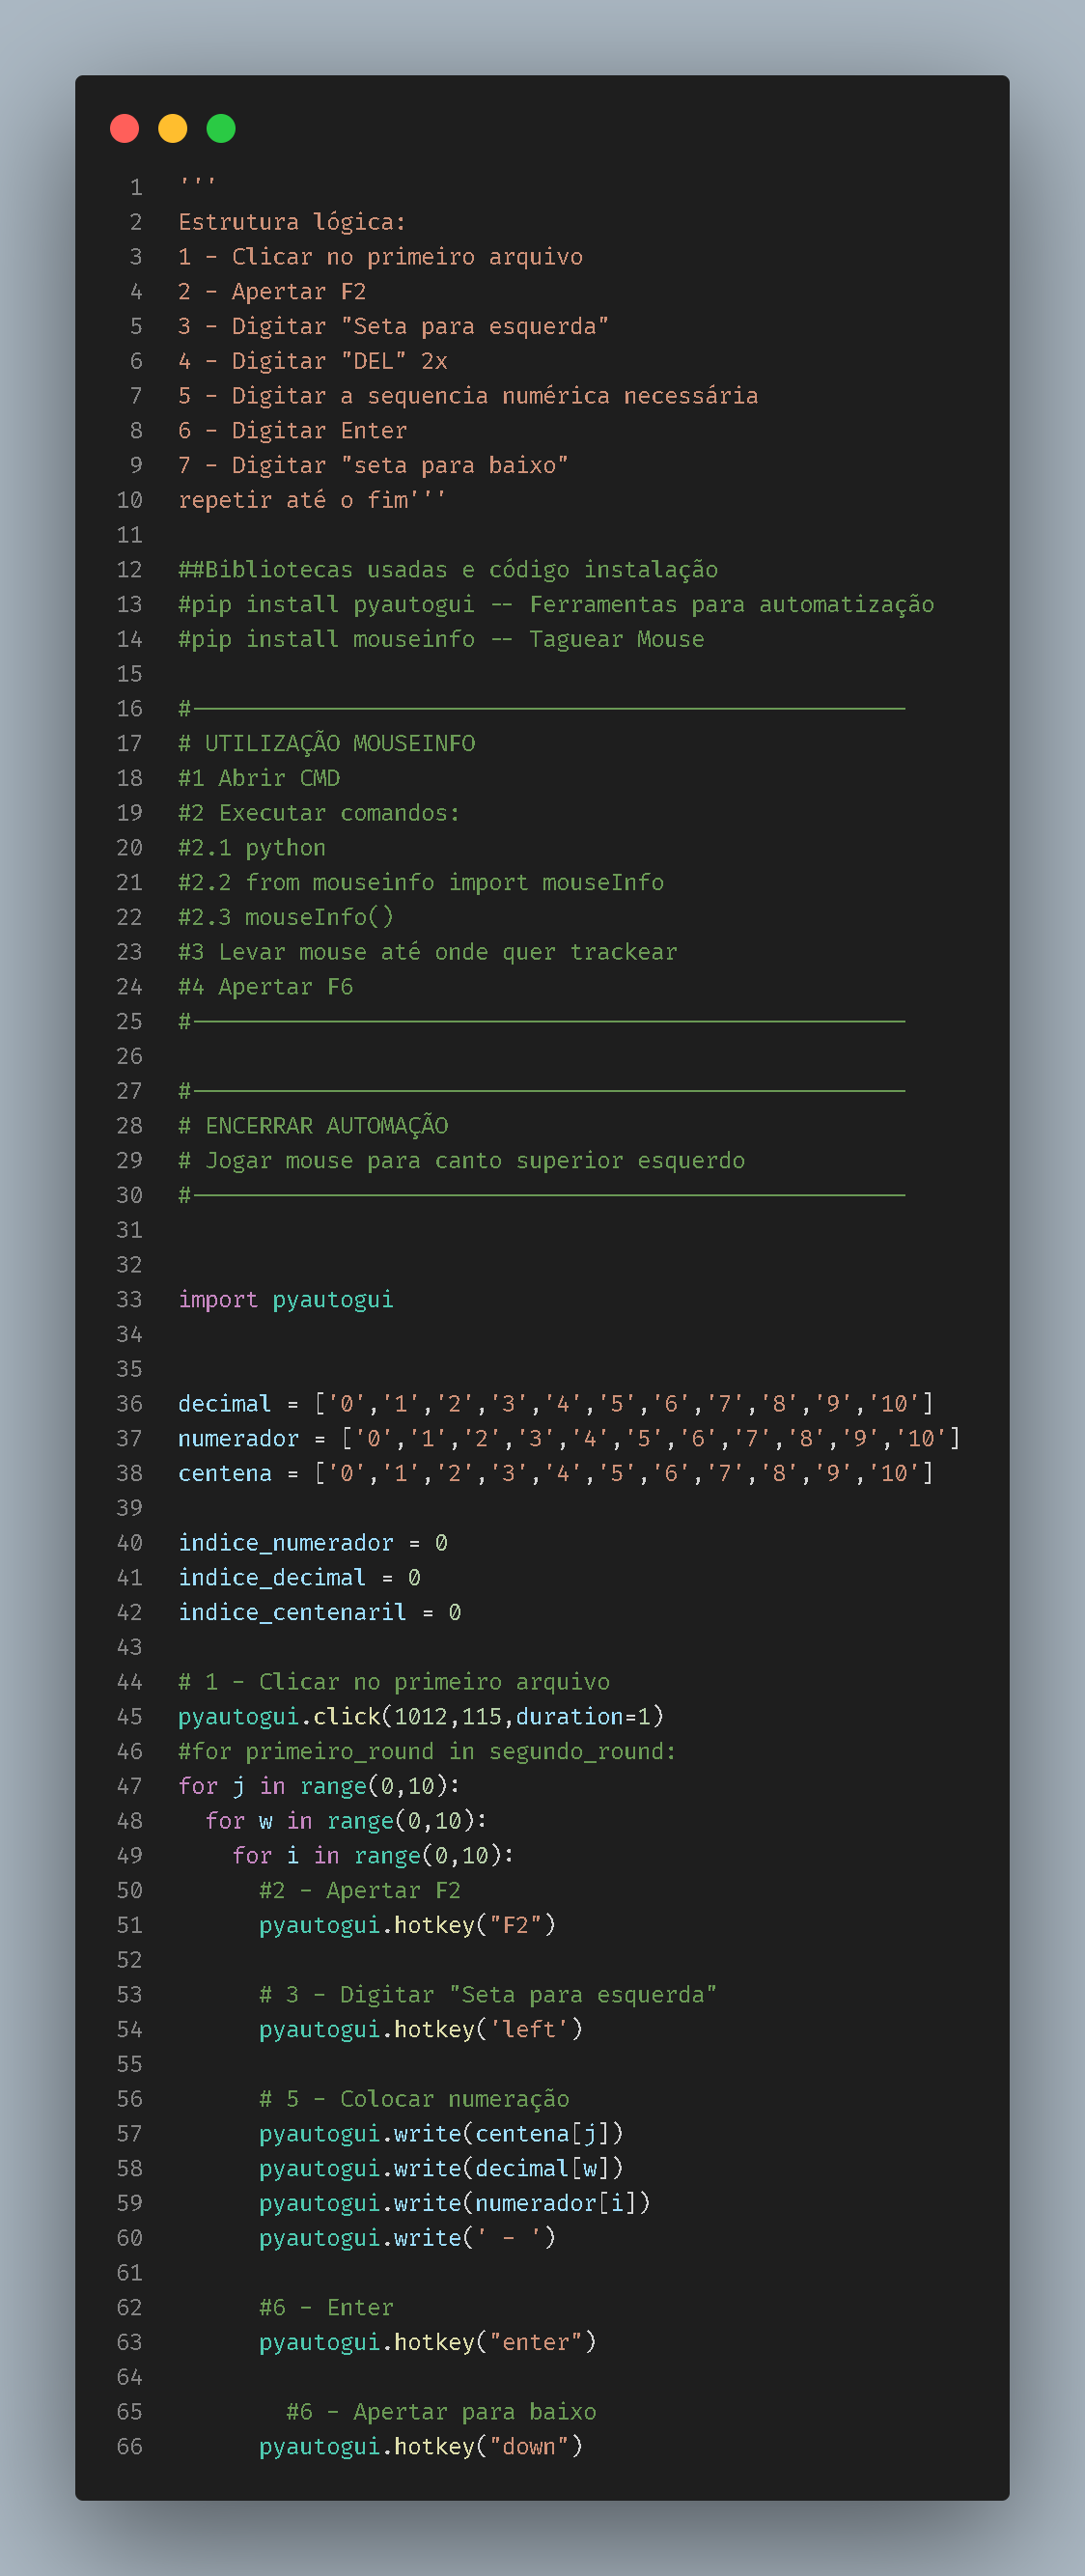 1 '''
2 Estrutura lógica:
3 1 - Clicar no primeiro arquivo
4 2 - Apertar F2
5 3 - Digitar "Seta para esquerda"
6 4 - Digitar "DEL" 2x
7 5 - Digitar a sequencia numérica necessária
8 6 - Digitar Enter
9 7 - Digitar "seta para baixo"
10 repetir até o fim'''
11
12 ##Bibliotecas usadas e código instalação
13 #pip install pyautogui -- Ferramentas para automatização
14 #pip install mouseinfo -- Taguear Mouse
15
16 #-----------------------------------------------------
17 # UTILIZAÇÃO MOUSEINFO
18 #1 Abrir CMD
19 #2 Executar comandos:
20 #2.1 python
21 #2.2 from mouseinfo import mouseInfo
22 #2.3 mouseInfo()
23 #3 Levar mouse até onde quer trackear
24 #4 Apertar F6
25 #-----------------------------------------------------
26
27 #-----------------------------------------------------
28 # ENCERRAR AUTOMAÇÃO
29 # Jogar mouse para canto superior esquerdo
30 #-----------------------------------------------------
31
32
33 import pyautogui
34
35
36 decimal = ['0','1','2','3','4','5','6','7','8','9','10']
37 numerador = ['0','1','2','3','4','5','6','7','8','9','10']
38 centena = ['0','1','2','3','4','5','6','7','8','9','10']
39
40 indice_numerador = 0
41 indice_decimal = 0
42 indice_centenaril = 0
43
44 # 1 - Clicar no primeiro arquivo
45 pyautogui.click(1012,115,duration=1)
46 #for primeiro_round in segundo_round:
47 for j in range(0,10):
48   for w in range(0,10):
49     for i in range(0,10):
50       #2 - Apertar F2
51       pyautogui.hotkey("F2")
52
53       # 3 - Digitar "Seta para esquerda"
54       pyautogui.hotkey('left')
55
56       # 5 - Colocar numeração
57       pyautogui.write(centena[j])
58       pyautogui.write(decimal[w])
59       pyautogui.write(numerador[i])
60       pyautogui.write(' - ')
61
62       #6 - Enter
63       pyautogui.hotkey("enter")
64
65         #6 - Apertar para baixo
66       pyautogui.hotkey("down")